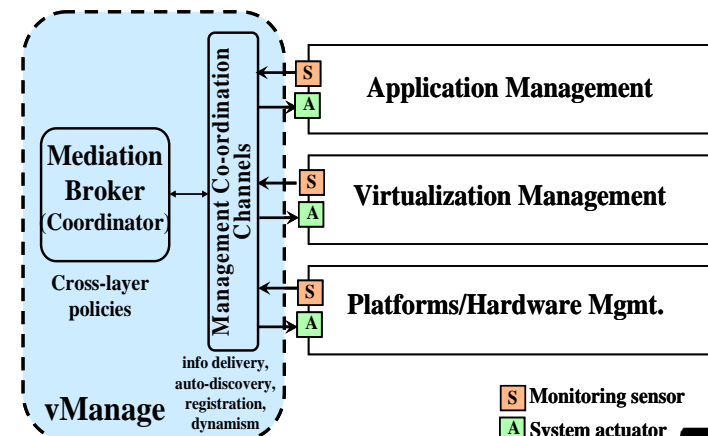 Mediation
Broker
(Coordinator)
Cross-layer
policies
vManage
Management Co-ordination
Channels
info delivery,
auto-discovery,
registration,
dynamism
S
A
Application Management
S
A
Virtualization Management
S
A
Platforms/Hardware Mgmt.
S Monitoring sensor
A System actuator